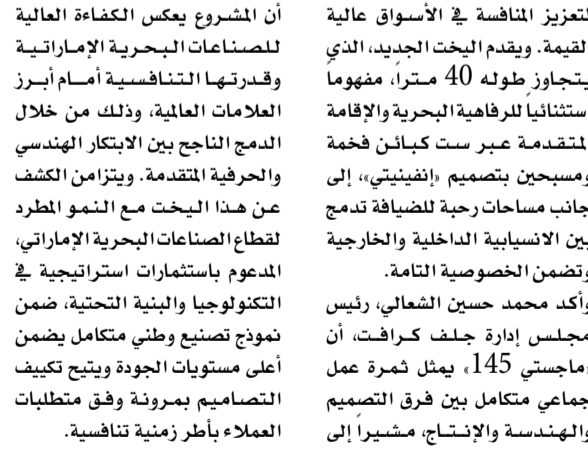 لتعزيز المنافسة في الأسواق عالية
القيمة. ويقدم اليخت الجديد، الذي
يتجاوز طوله 40 متراً، مفهوما
استثنائياً للرفاهية البحرية والإقامة
المتقدمة عبر ست كبائن فخمة
ومسبحين بتصميم «إنفينيتي»، إلى
جانب مساحات رحبة للضيافة تدمج
بين الانسيابية الداخلية والخارجية
وتضمن الخصوصية التامة.
وأكد محمد حسين الشعالي، رئيس
مجلس إدارة جلف كرافت، أن
«ماجستي 145» يمثل ثمرة عمل
جماعي متكامل بين فرق التصميم
والهندسة والإنتاج، مشيراً إلى
أن المشروع يعكس الكفاءة العالية
للصناعات البحرية الإماراتية
وقدرتها التنافسية أمام أبرز
العلامات العالمية، وذلك من خلال
الدمج الناجح بين الابتكار الهندسي
والحرفية المتقدمة. ويتزامن الكشف
عن هذا اليخت مع النمو المطرد
لقطاع الصناعات البحرية الإماراتي،
المدعوم باستثمارات استراتيجية في
التكنولوجيا والبنية التحتية، ضمن
نموذج تصنيع وطني متكامل يضمن
أعلى مستويات الجودة ويتيح تكييف
التصاميم بمرونة وفق متطلبات
العملاء بأطر زمنية تنافسية.